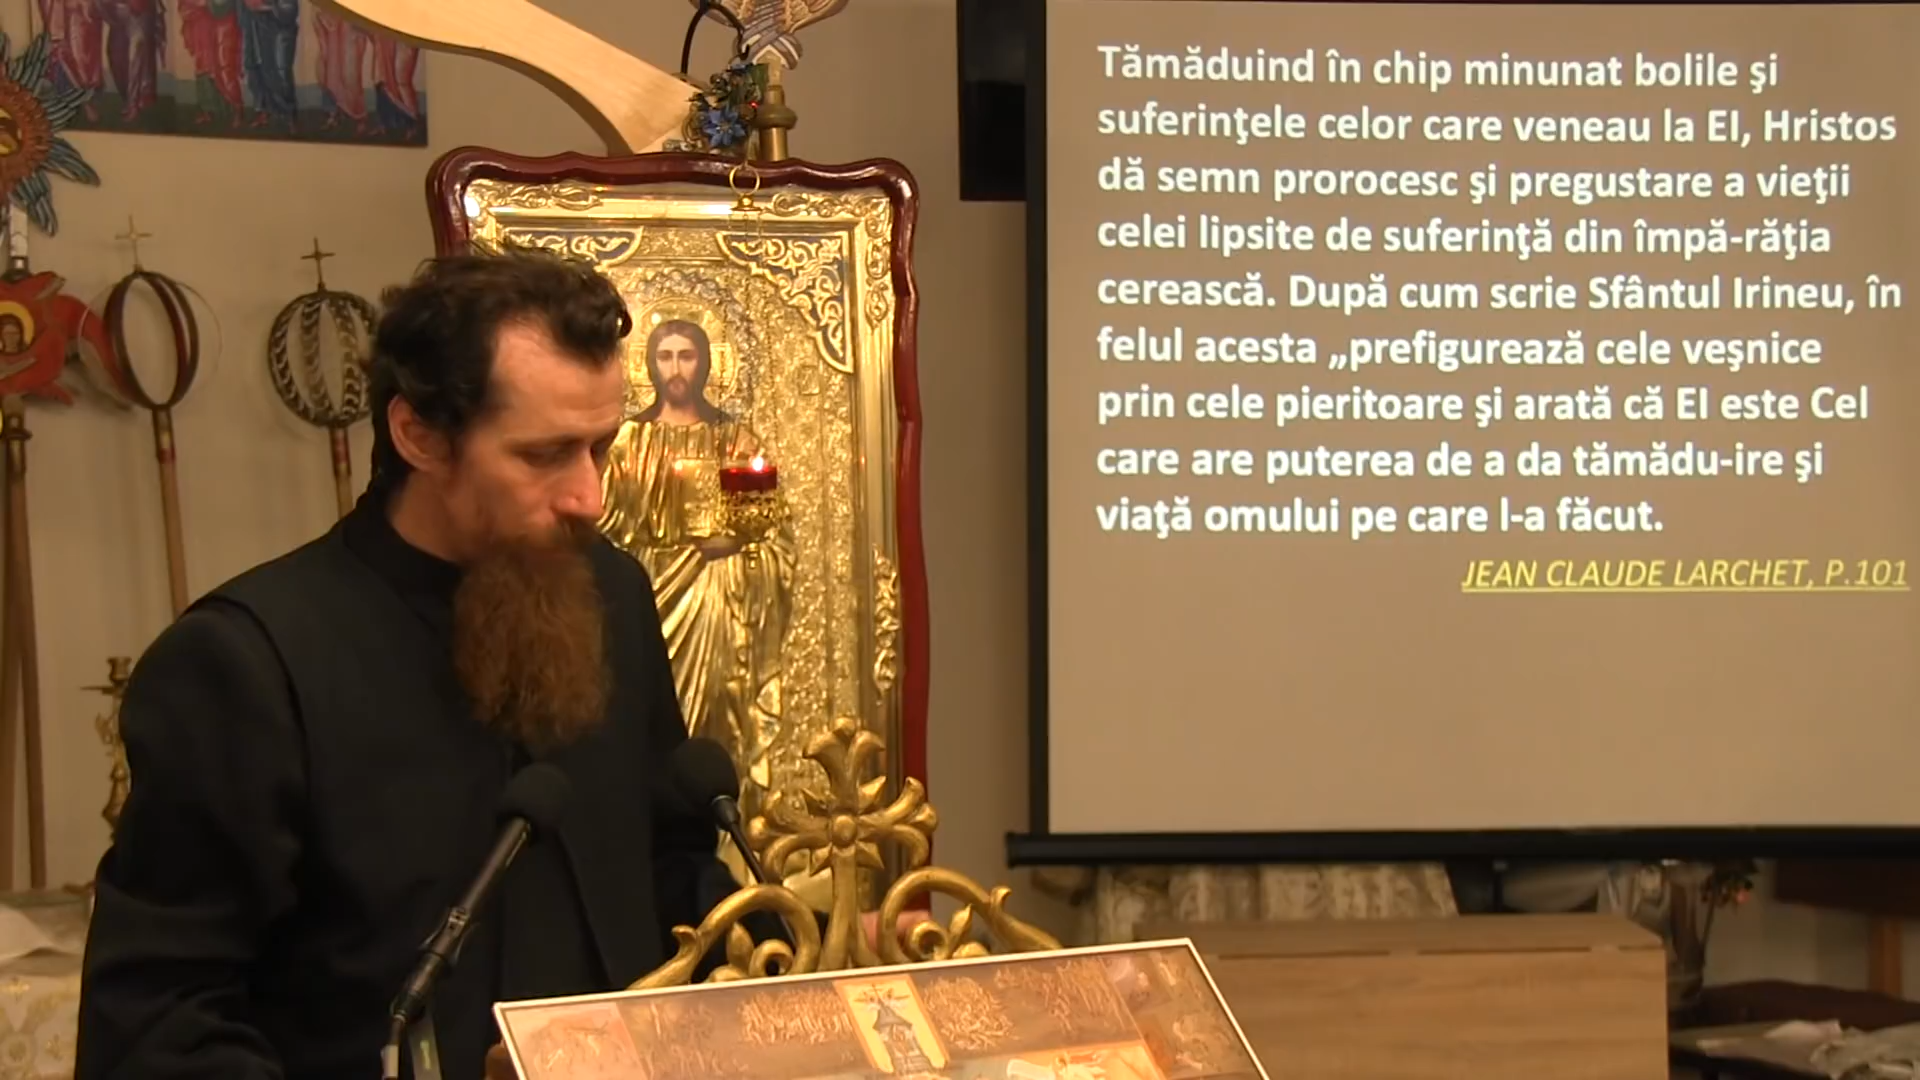 Tămăduind în chip minunat bolile şi
suferinţele celor care veneau la El, Hristos
dă semn prorocesc şi pregustare a vieţii
celei lipsite de suferinţă din împă-răţia
cerească. După cum scrie Sfântul Irineu, în
felul acesta „prefigurează cele veşnice
prin cele pieritoare şi arată că El este Cel
care are puterea de a da tămădu-ire şi
viaţă omului pe care l-a făcut.
JEAN CLAUDE LARCHET, P.101